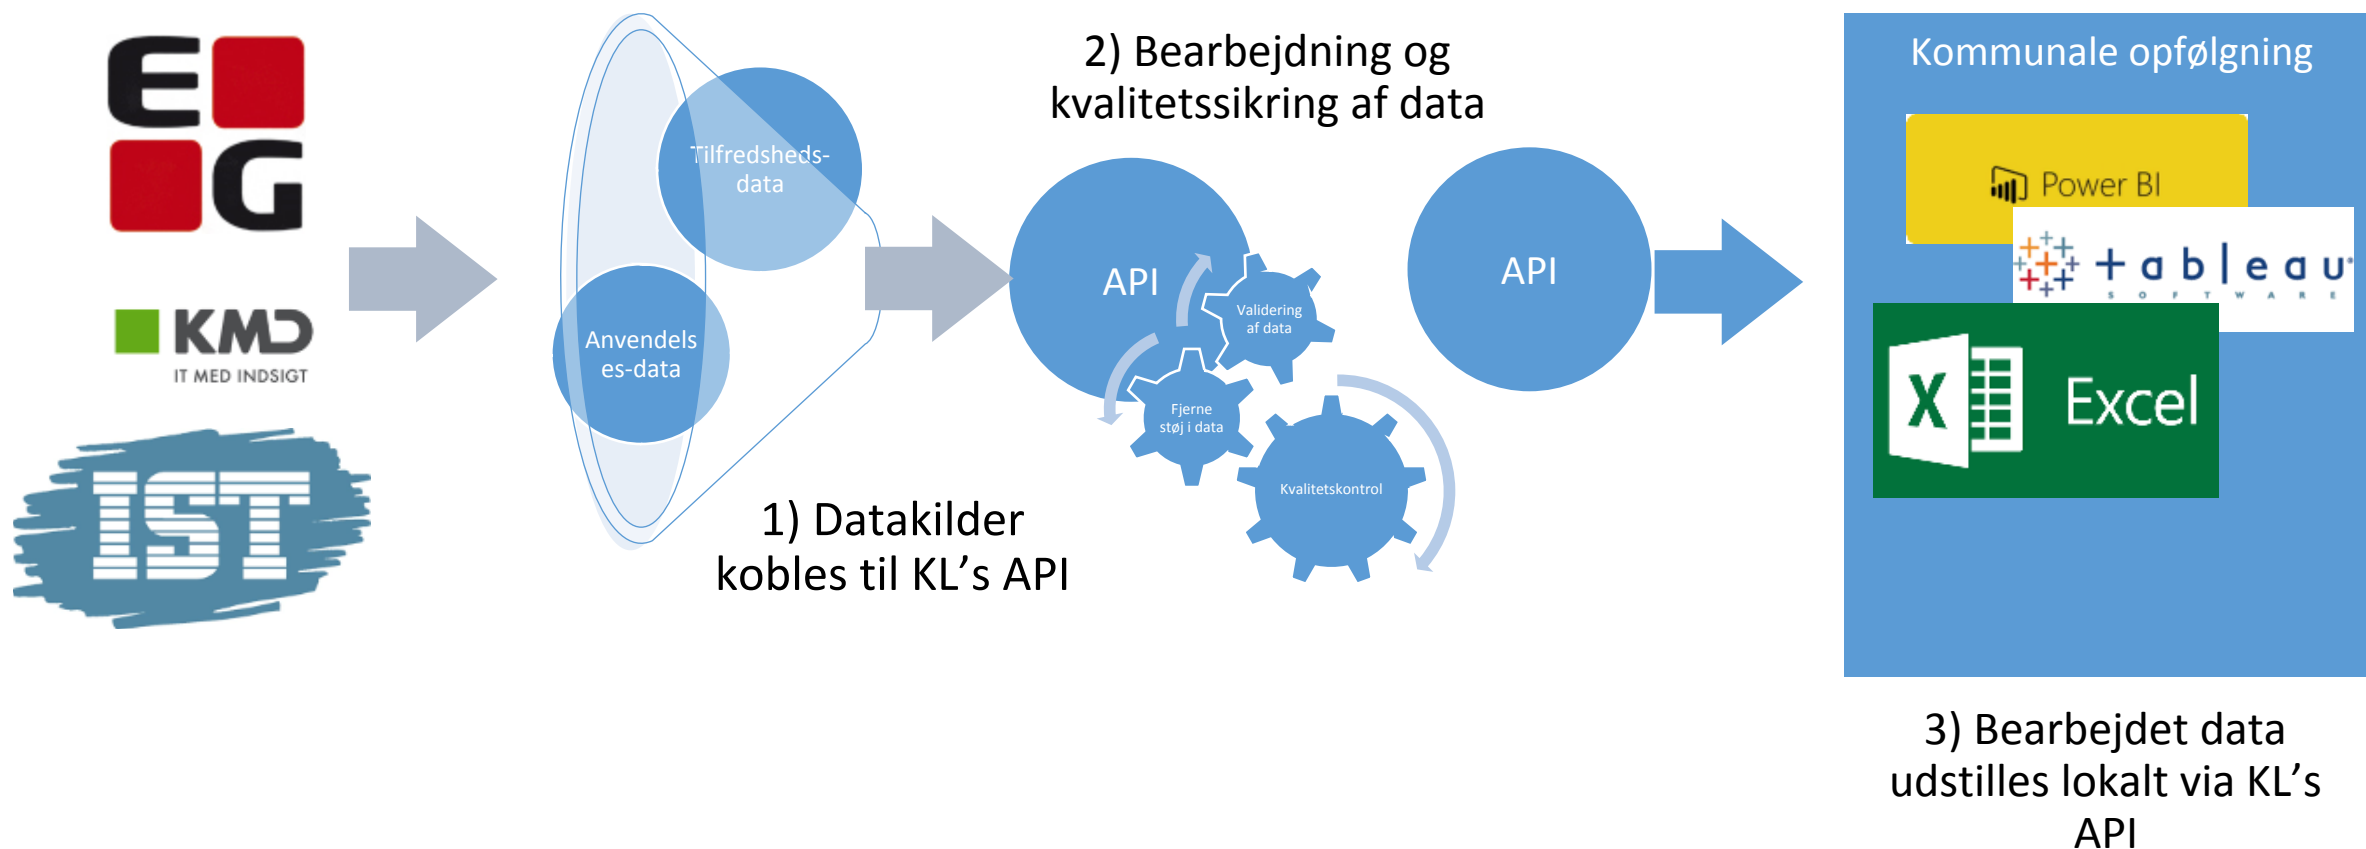 EG
KMD
IT MED INDSIGT
IST
Tilfredsheds-
data
Anvendels
es-data
1) Datakilder
kobles til KL's API
2) Bearbejdning og
kvalitetssikring af data
API
Validering
af data
Fjerne
støj i data
Kvalitetskontrol
API
Kommunale opfølgning
Power BI
+ableau
SOFTWARE
X
Excel
3) Bearbejdet data
udstilles lokalt via KL's
API